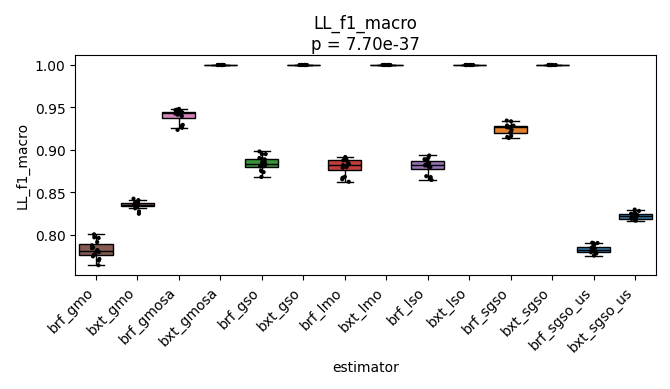 LL_f1_macro
p = 7.70e-37
LL_f1_macro
1.00
0.95
0.90
0.85
0.80
brf_gmo
bxt_gmo
brf_gmosa
bxt_gmosa
brf_gso
bxt_gso
brf_lmo
bxt_lmo
brf_lso
bxt_lso
brf_sgso
bxt_sgso
brf_sgso_us
bxt_sgso_us
estimator